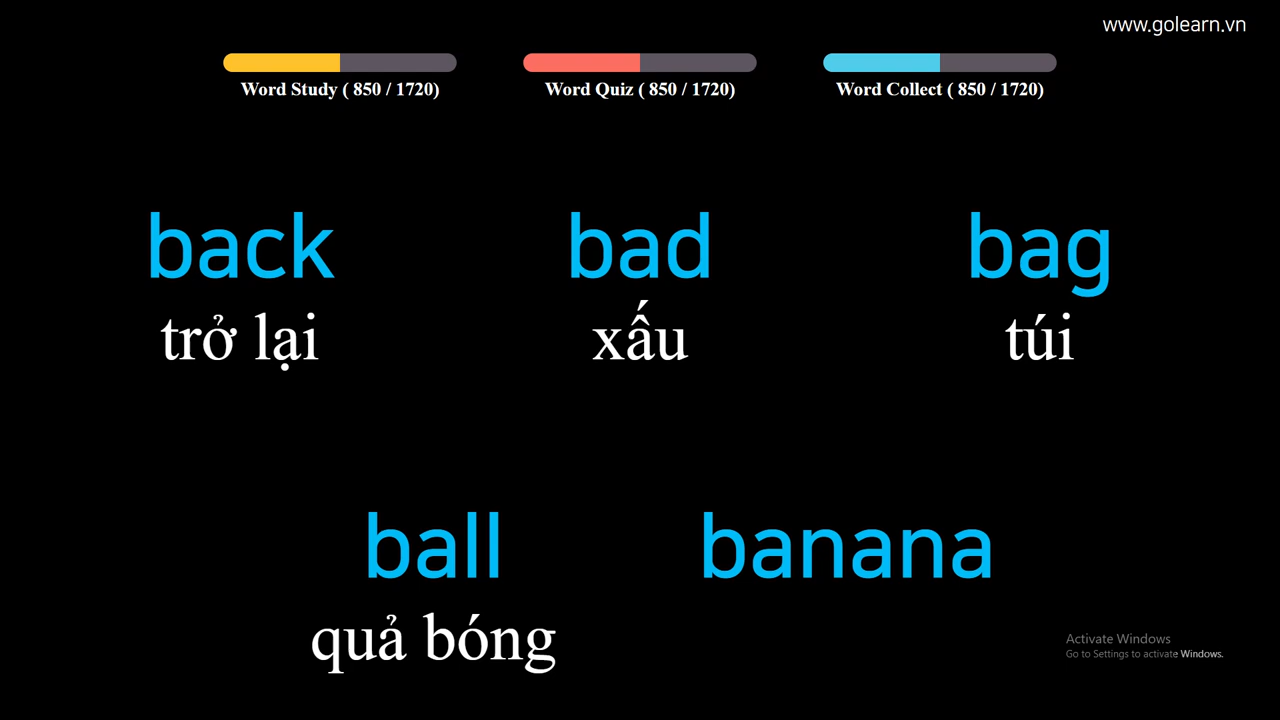 www.golearn.vn
Word Study ( 850 / 1720)
Word Quiz ( 850 / 1720)
Word Collect ( 850 / 1720)
back
bad
bag
trở lại
xấu
túi
ball
banana
quả bóng
Activate Windows
Go to Settings to activate Windows.